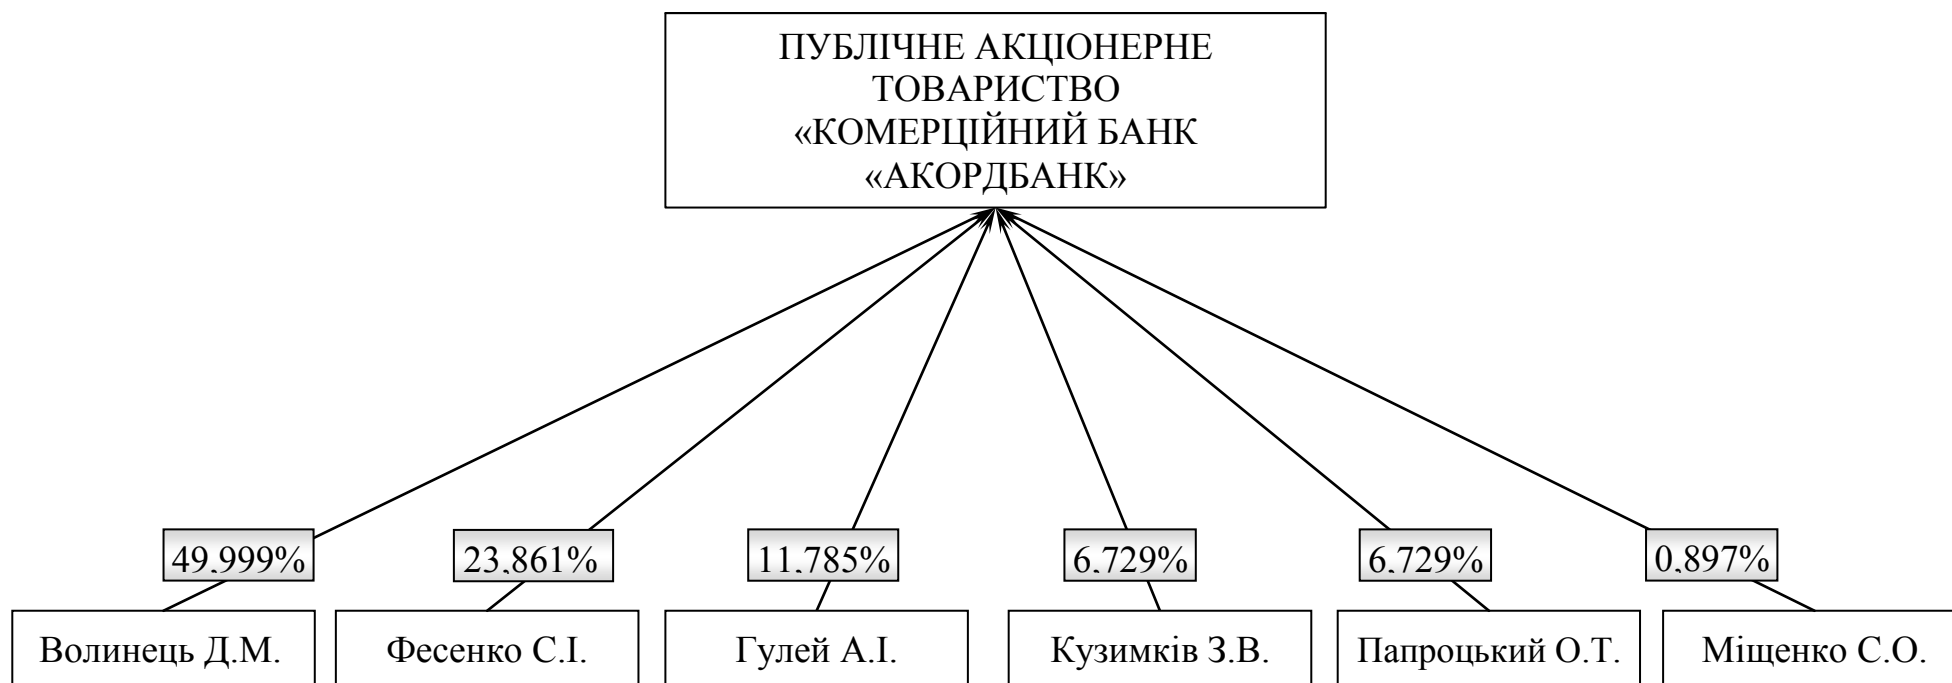 ПУБЛІЧНЕ АКЦІОНЕРНЕ
ТОВАРИСТВО
«КОМЕРЦІЙНИЙ БАНК
«АКОРДБАНК»
49,999%
23,861%
11,785%
6,729%
6,729%
0,897%
Волинець Д.М.
Фесенко С.І.
Гулей А.І.
Кузимків З.В.
Папроцький О.Т.
Міщенко С.О.